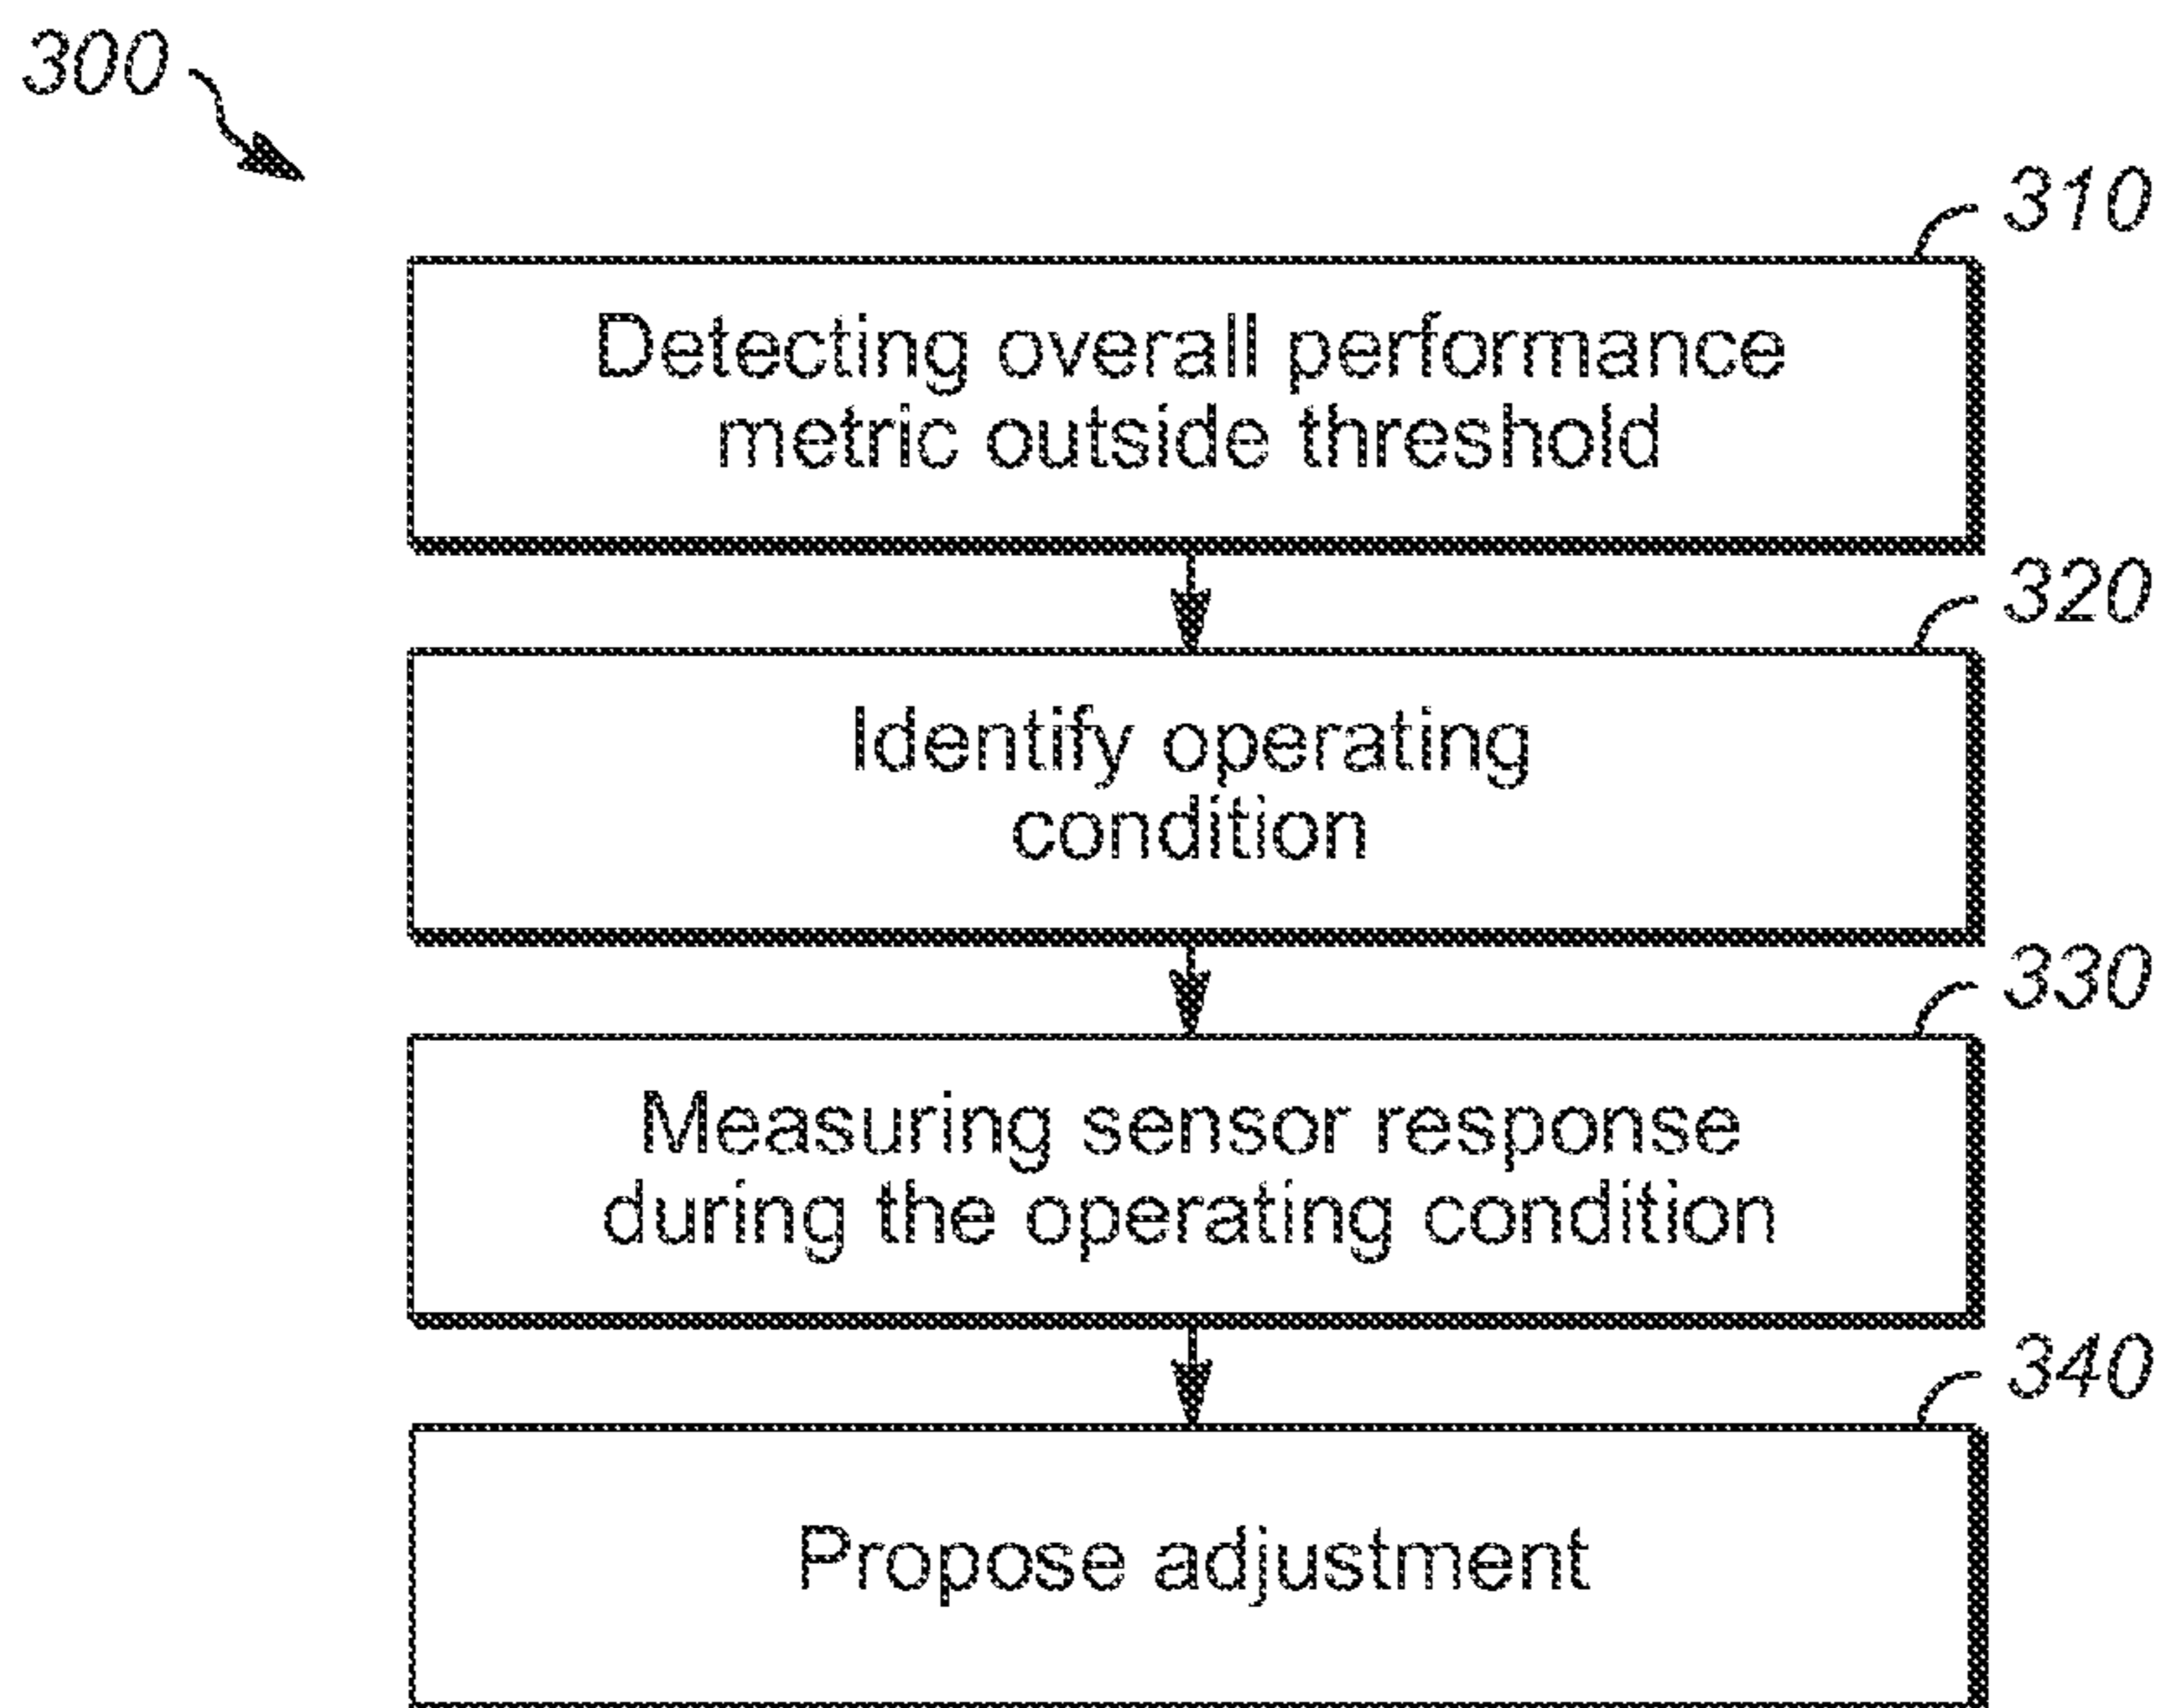 300
310
Detecting overall performance
metric outside threshold
320
Identify operating
condition
330
Measuring sensor response
during the operating condition
340
Propose adjustment